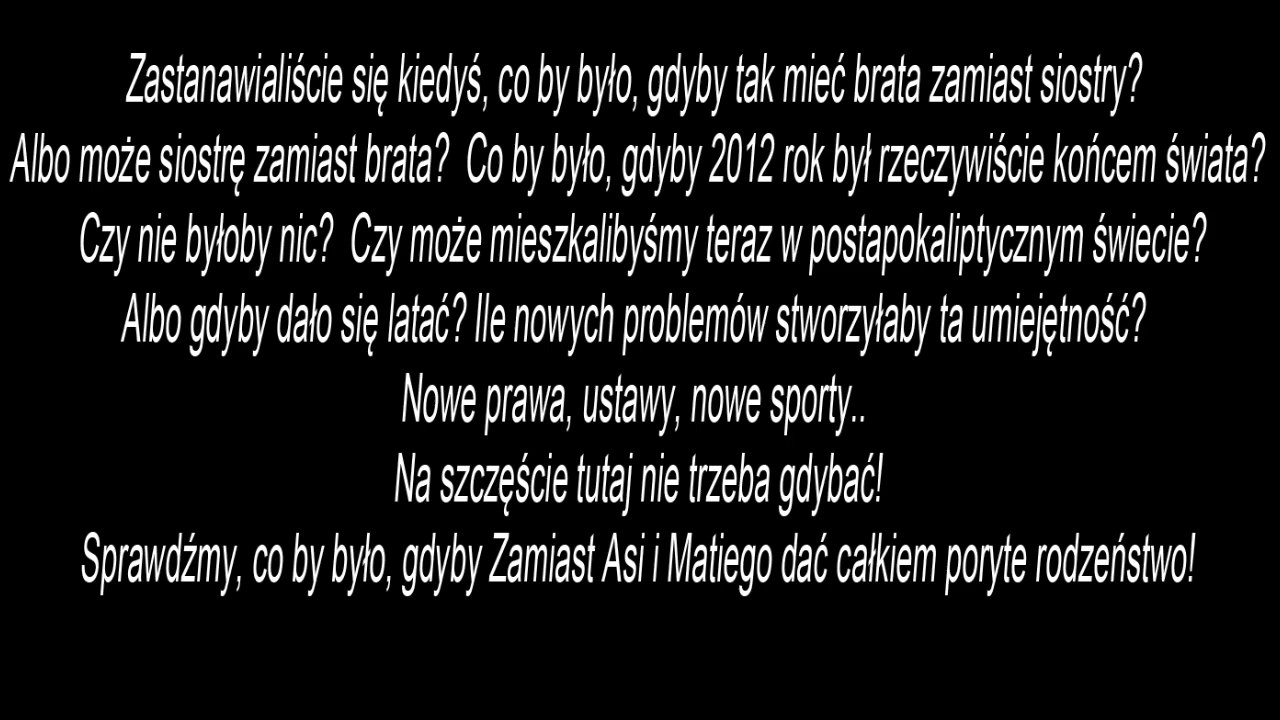 Zastanawialiście się kiedyś, co by było, gdyby tak mieć brata zamiast siostry?
Albo może siostrę zamiast brata? Co by było, gdyby 2012 rok był rzeczywiście końcem świata?
Czy nie byłoby nic? Czy może mieszkalibyśmy teraz w postapokaliptycznym świecie?
Albo gdyby dało się latać? Ile nowych problemów stworzyłaby ta umiejętność?
Nowe prawa, ustawy, nowe sporty..
Na szczęście tutaj nie trzeba gdybać!
Sprawdźmy, co by było, gdyby Zamiast Asi i Matiego dać całkiem poryte rodzeństwo!